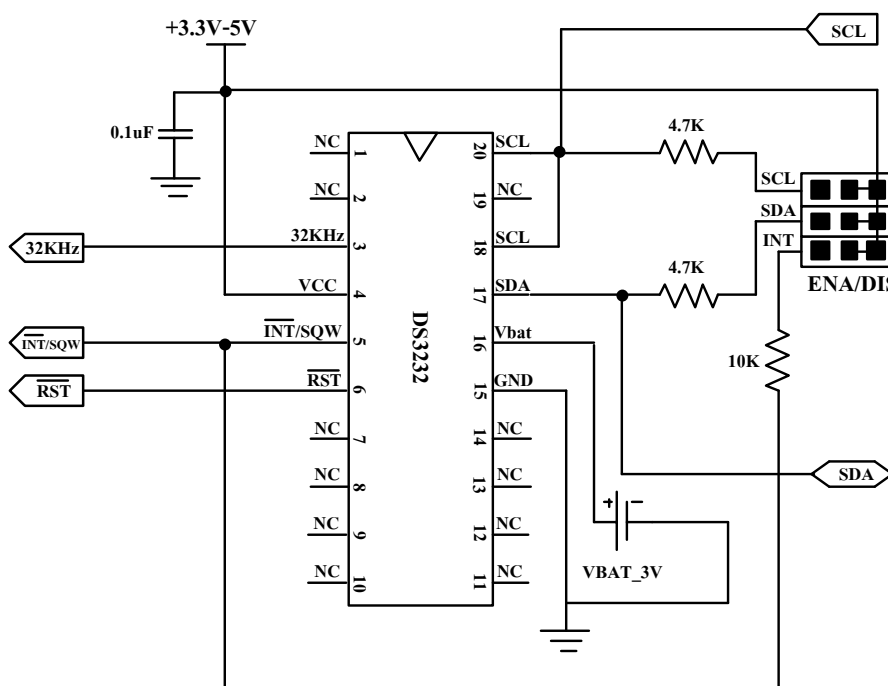 +3.3V-5V
SCL
0.1uF
4.7K
NC 1 20 SCL
NC 2 19 NC
SCL
SDA
INT
32KHz 32KHz 3 18 SCL
VCC 4 17 SDA
4.7K
ENA/DIS
INT/SQW INT/SQW 5 16 Vbat
DS3232
10K
RST RST 6 15 GND
NC 7 14 NC
SDA
NC 8 13 NC
+ −
NC 9 12 NC
VBAT_3V
NC 10 11 NC